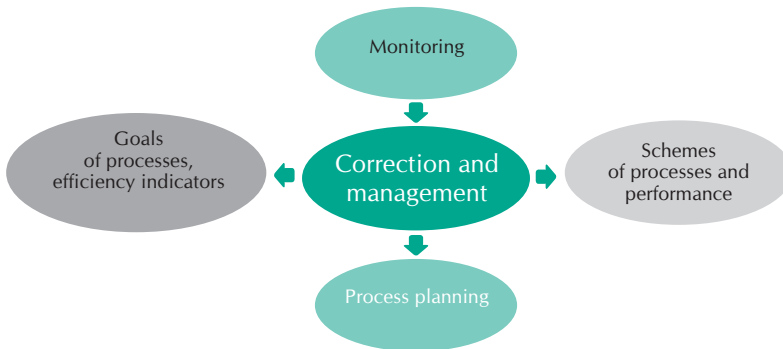 Monitoring
Goals
of processes,
efficiency indicators
Correction and
management
Schemes
of processes and
performance
Process planning